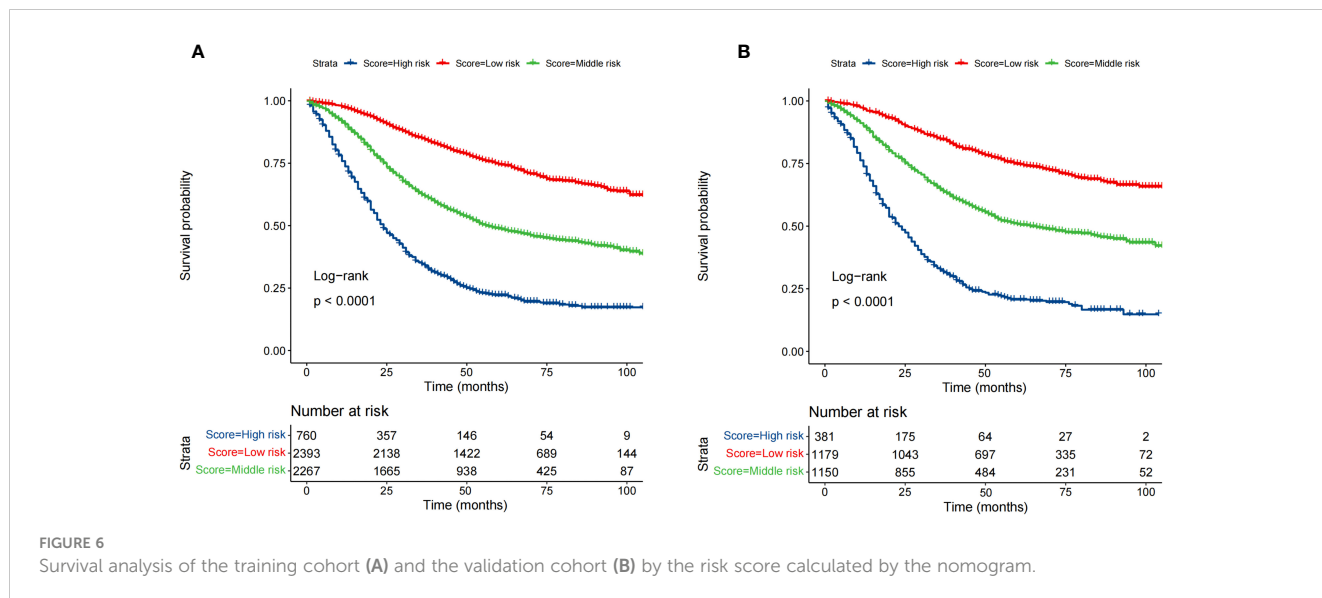 A
Strata Score=High risk Score=Low risk Score=Middle risk
1.00
0.75
0.50
0.25
0.00
Survival probability
Log-rank
p < 0.0001
0 25 50 75 100
Time (months)
Number at risk
Strata
Score=High risk 760 357 146 54 9
Score=Low risk 2393 2138 1422 689 144
Score=Middle risk 2267 1665 938 425 87
0 25 50 75 100
Time (months)
B
Strata Score=High risk Score=Low risk Score=Middle risk
1.00
0.75
0.50
0.25
0.00
Survival probability
Log-rank
p < 0.0001
0 25 50 75 100
Time (months)
Number at risk
Strata
Score=High risk 381 175 64 27 2
Score=Low risk 1179 1043 697 335 72
Score=Middle risk 1150 855 484 231 52
0 25 50 75 100
Time (months)
FIGURE 6
Survival analysis of the training cohort (A) and the validation cohort (B) by the risk score calculated by the nomogram.